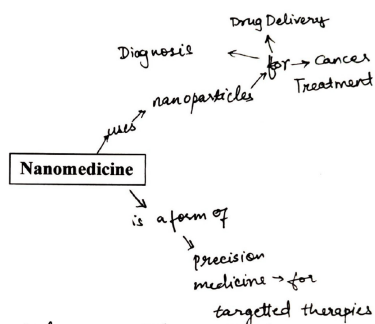 Drug Delivery
Diagnosis
for → Cancer
Treatment
nanoparticles
uses
Nanomedicine
is a form of
precision
medicine → for
targetted therapies